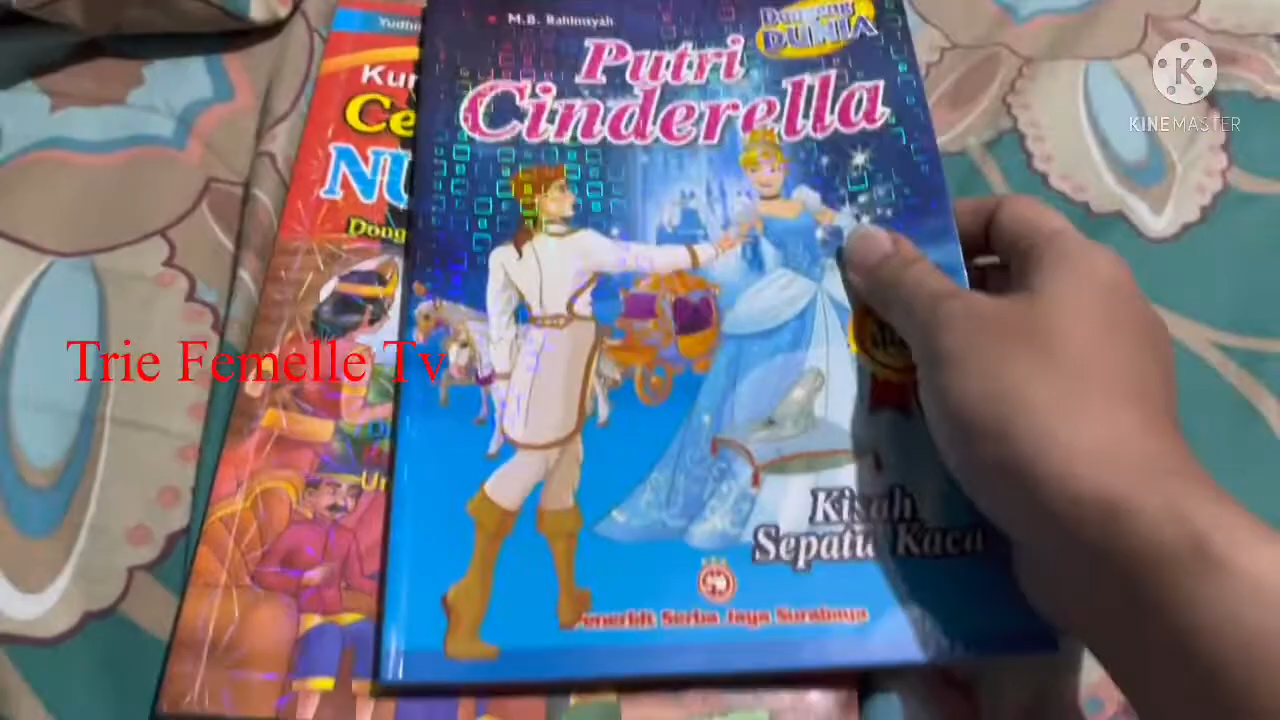 M.B. Rahimsyah
Dongeng
DUNIA
Putri
Cinderella
Kisah
Sepatu Kaca
Penerbit Serba Jaya Surabaya
Trie Femelle Tv
K
KINEMASTER